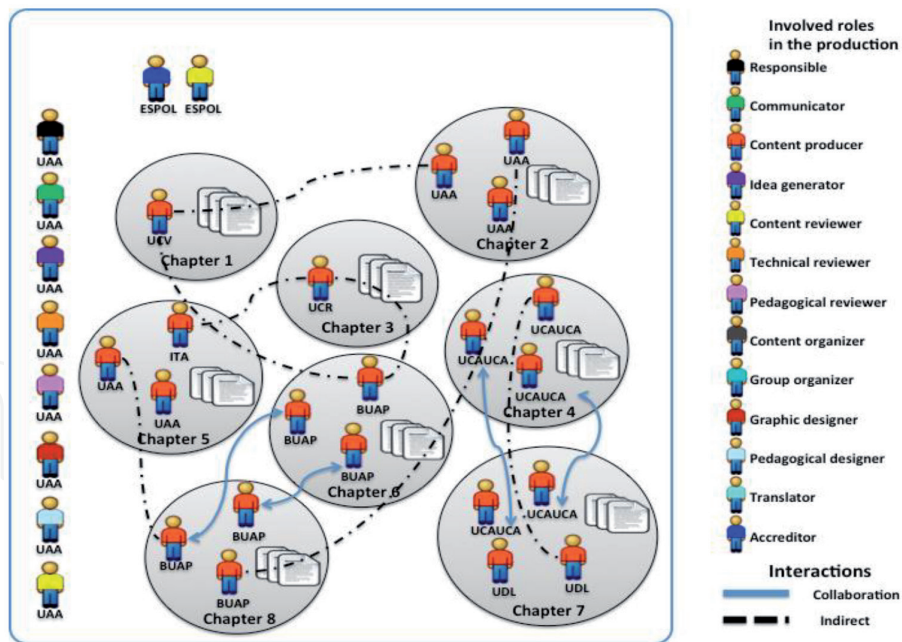 ESPOL ESPOL
UAA
UAA
UAA
UAA
UAA
UAA
UAA
UAA
UCV
Chapter 1
UAA
UAA
UAA
Chapter 2
UCR
Chapter 3
UCAUCA
UCAUCA
UCAUCA
Chapter 4
ITA
UAA
UAA
Chapter 5
BUAP
BUAP
BUAP
Chapter 6
UCAUCA
UCAUCA
UDL
UDL
Chapter 7
BUAP
BUAP
BUAP
Chapter 8
Involved roles
in the production
Responsible
Communicator
Content producer
Idea generator
Content reviewer
Technical reviewer
Pedagogical reviewer
Content organizer
Group organizer
Graphic designer
Pedagogical designer
Translator
Accreditor
Interactions
Collaboration
Indirect